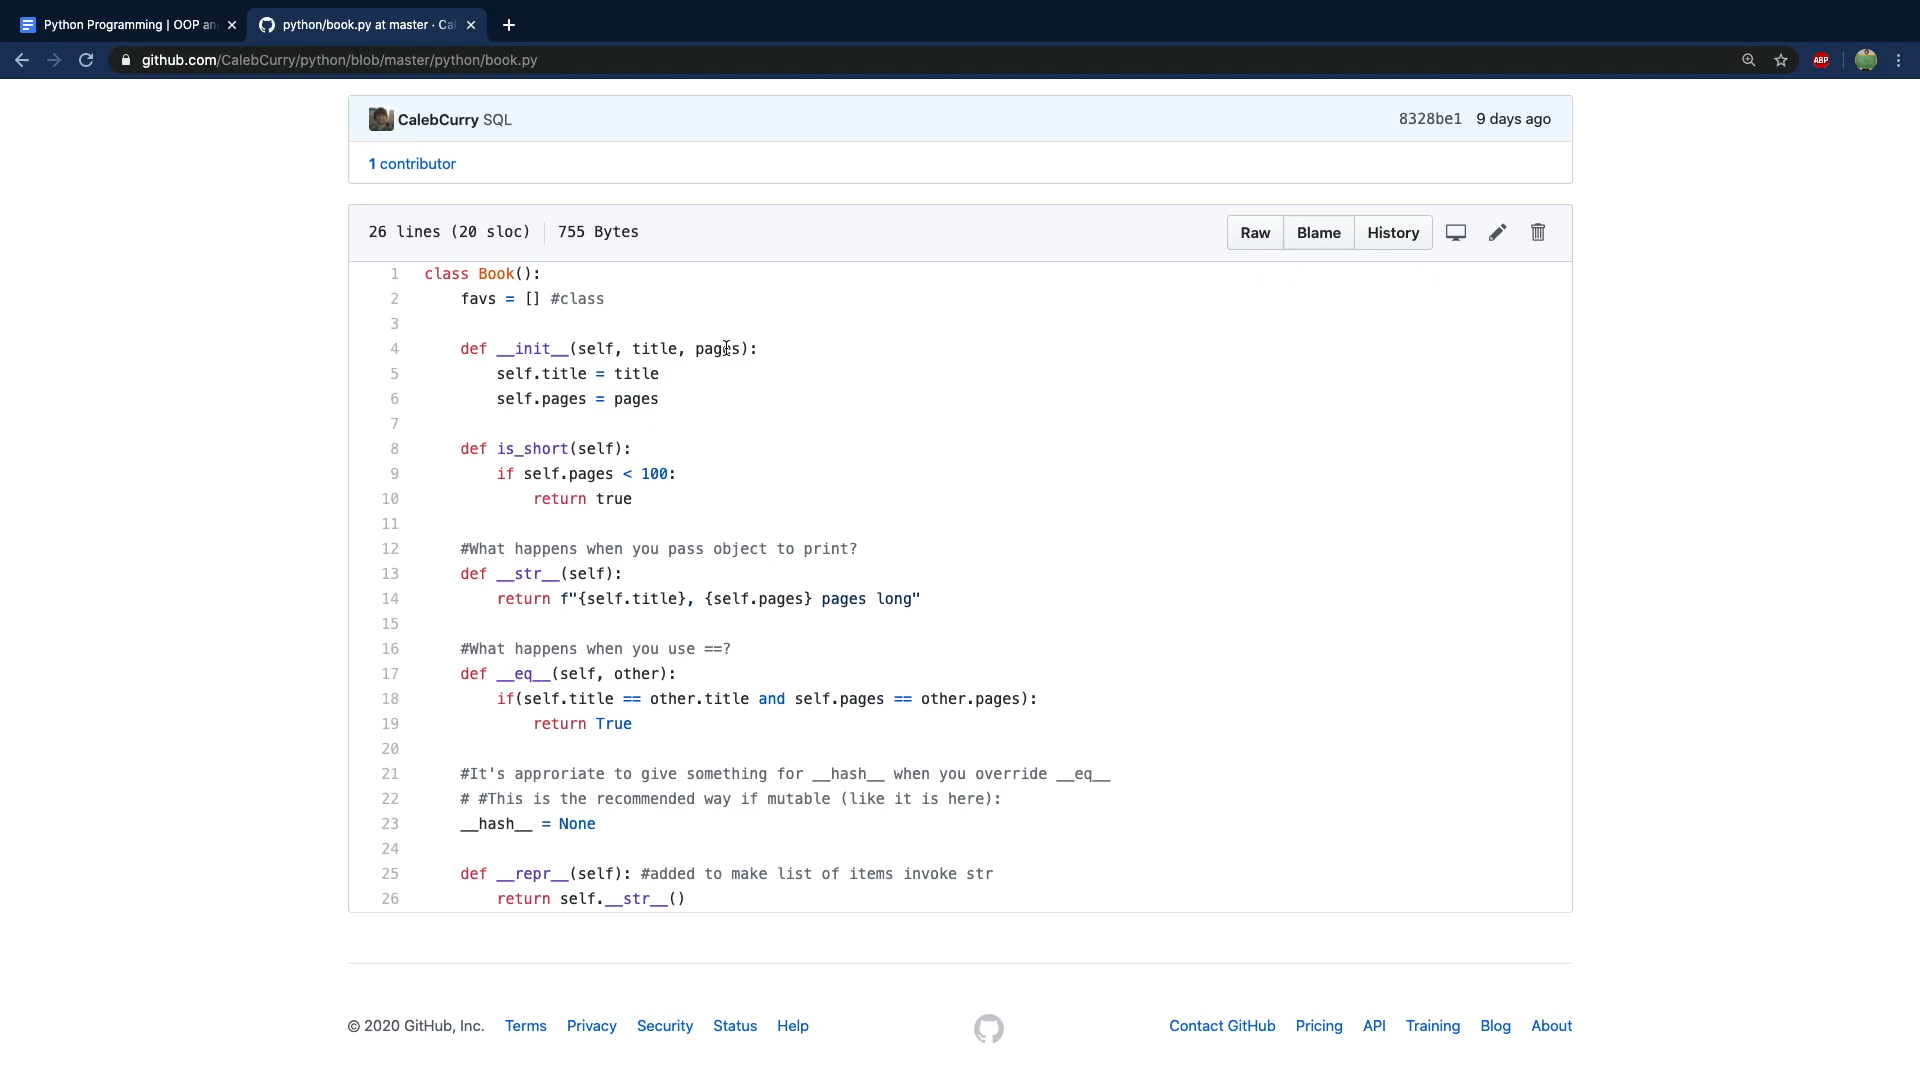 Python Programming | OOP an
python/book.py at master · Cal
github.com/CalebCurry/python/blob/master/python/book.py
ABP
CalebCurry SQL
8328be1 9 days ago
1 contributor
26 lines (20 sloc) 755 Bytes
Raw Blame History
1 class Book():
2     favs = [] #class
3
4     def __init__(self, title, pages):
5         self.title = title
6         self.pages = pages
7
8     def is_short(self):
9         if self.pages < 100:
10             return true
11
12     #What happens when you pass object to print?
13     def __str__(self):
14         return f"{self.title}, {self.pages} pages long"
15
16     #What happens when you use ==?
17     def __eq__(self, other):
18         if(self.title == other.title and self.pages == other.pages):
19             return True
20
21     #It's approriate to give something for __hash__ when you override __eq__
22     # #This is the recommended way if mutable (like it is here):
23     __hash__ = None
24
25     def __repr__(self): #added to make list of items invoke str
26         return self.__str__()
© 2020 GitHub, Inc. Terms Privacy Security Status Help
Contact GitHub Pricing API Training Blog About